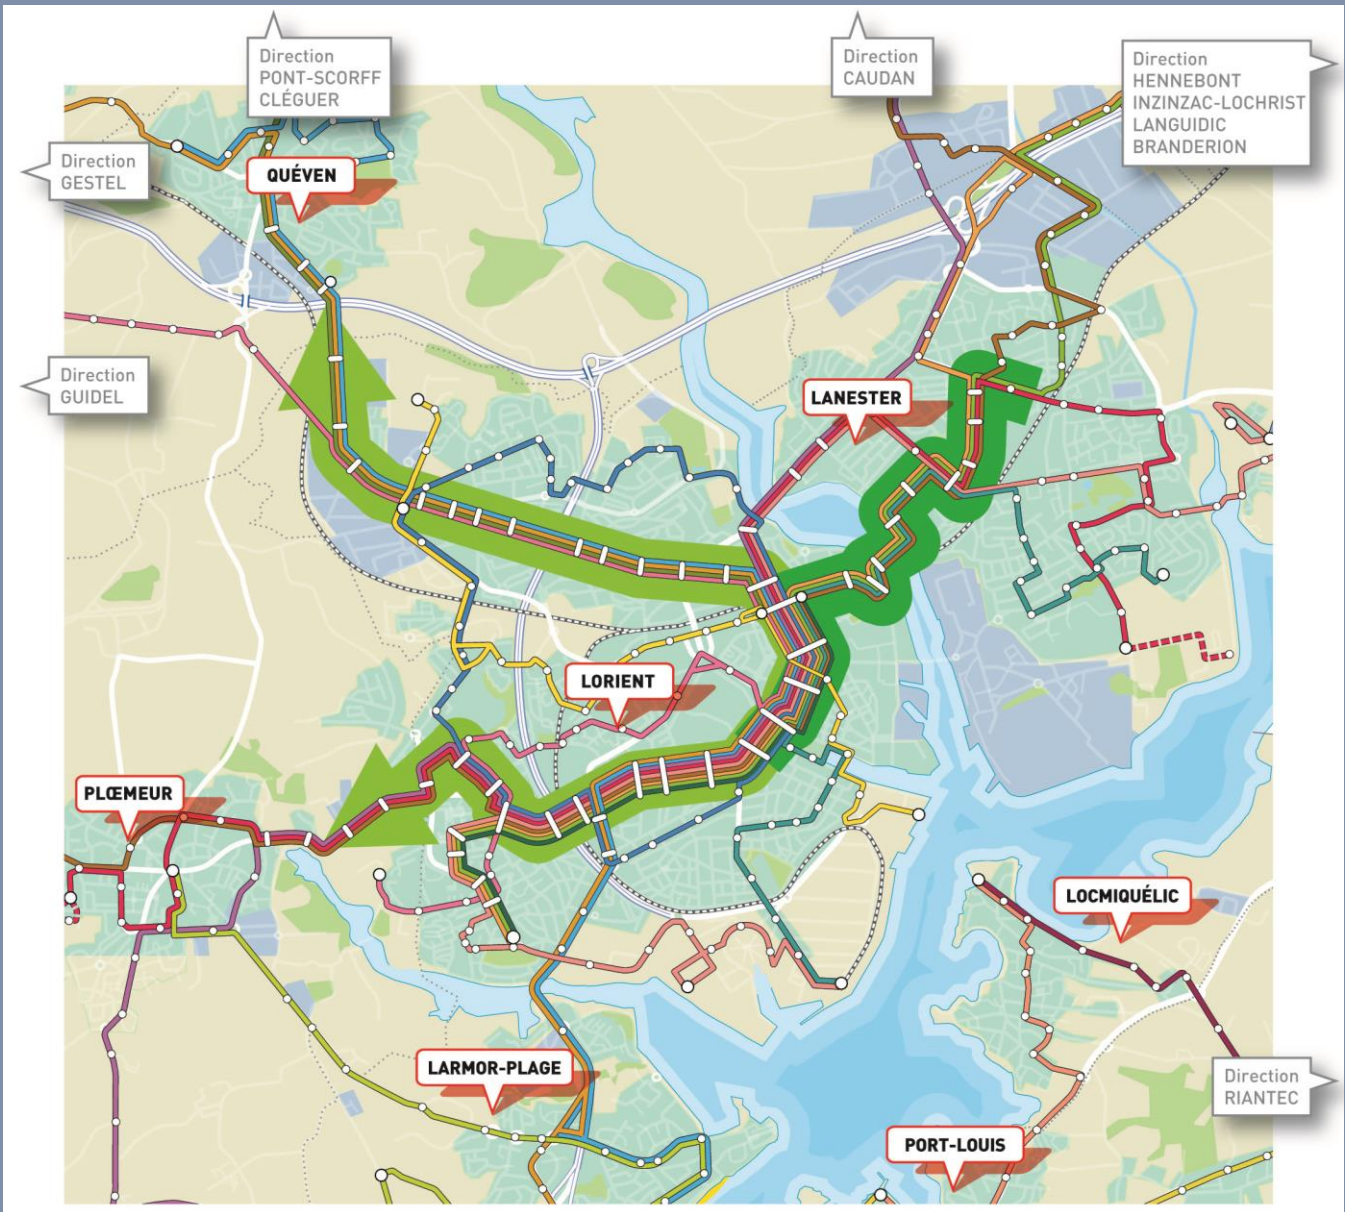 Direction
PONT-SCORFF
CLÉGUER
Direction
CAUDAN
Direction
HENNEBONT
INZINZAC-LOCHRIST
LANGUIDIC
BRANDERION
Direction
GESTEL
QUÉVEN
Direction
GUIDEL
LANESTER
LORIENT
PLŒMEUR
LOCMIQUÉLIC
LARMOR-PLAGE
Direction
RIANTEC
PORT-LOUIS